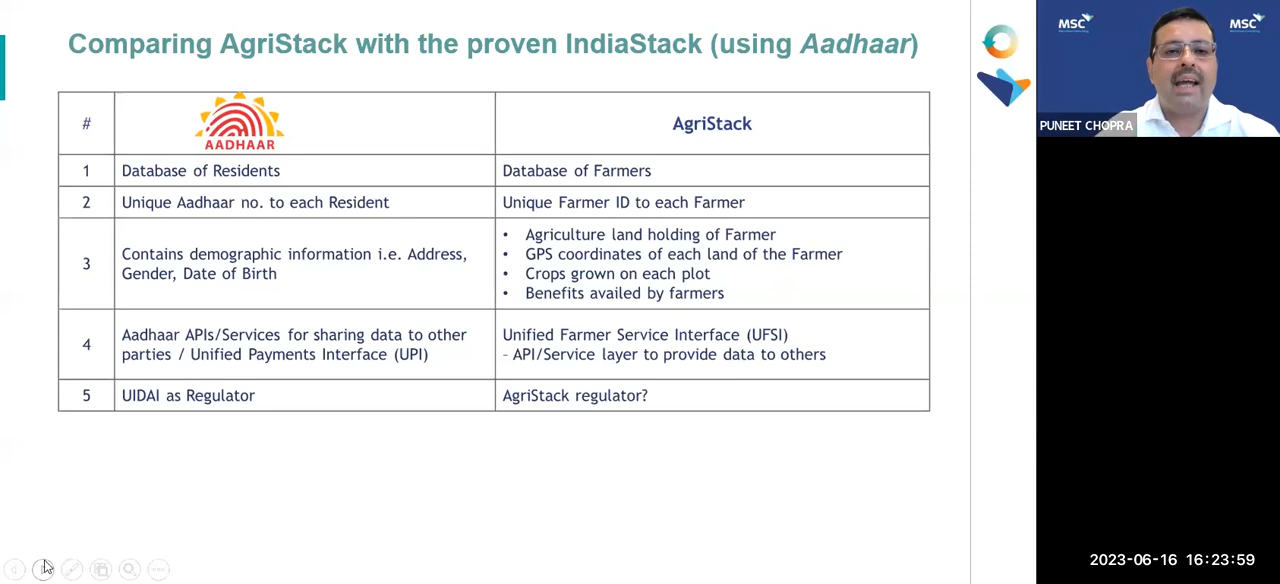 Comparing AgriStack with the proven IndiaStack (using Aadhaar)
#
AADHAAR
AgriStack
1
Database of Residents
Database of Farmers
2
Unique Aadhaar no. to each Resident
Unique Farmer ID to each Farmer
3
Contains demographic information i.e. Address,
Gender, Date of Birth
• Agriculture land holding of Farmer
• GPS coordinates of each land of the Farmer
• Crops grown on each plot
• Benefits availed by farmers
4
Aadhaar APIs/Services for sharing data to other
parties / Unified Payments Interface (UPI)
Unified Farmer Service Interface (UFSI)
- API/Service layer to provide data to others
5
UIDAI as Regulator
AgriStack regulator?
MSC
MSC
PUNEET CHOPRA
2023-06-16 16:23:59